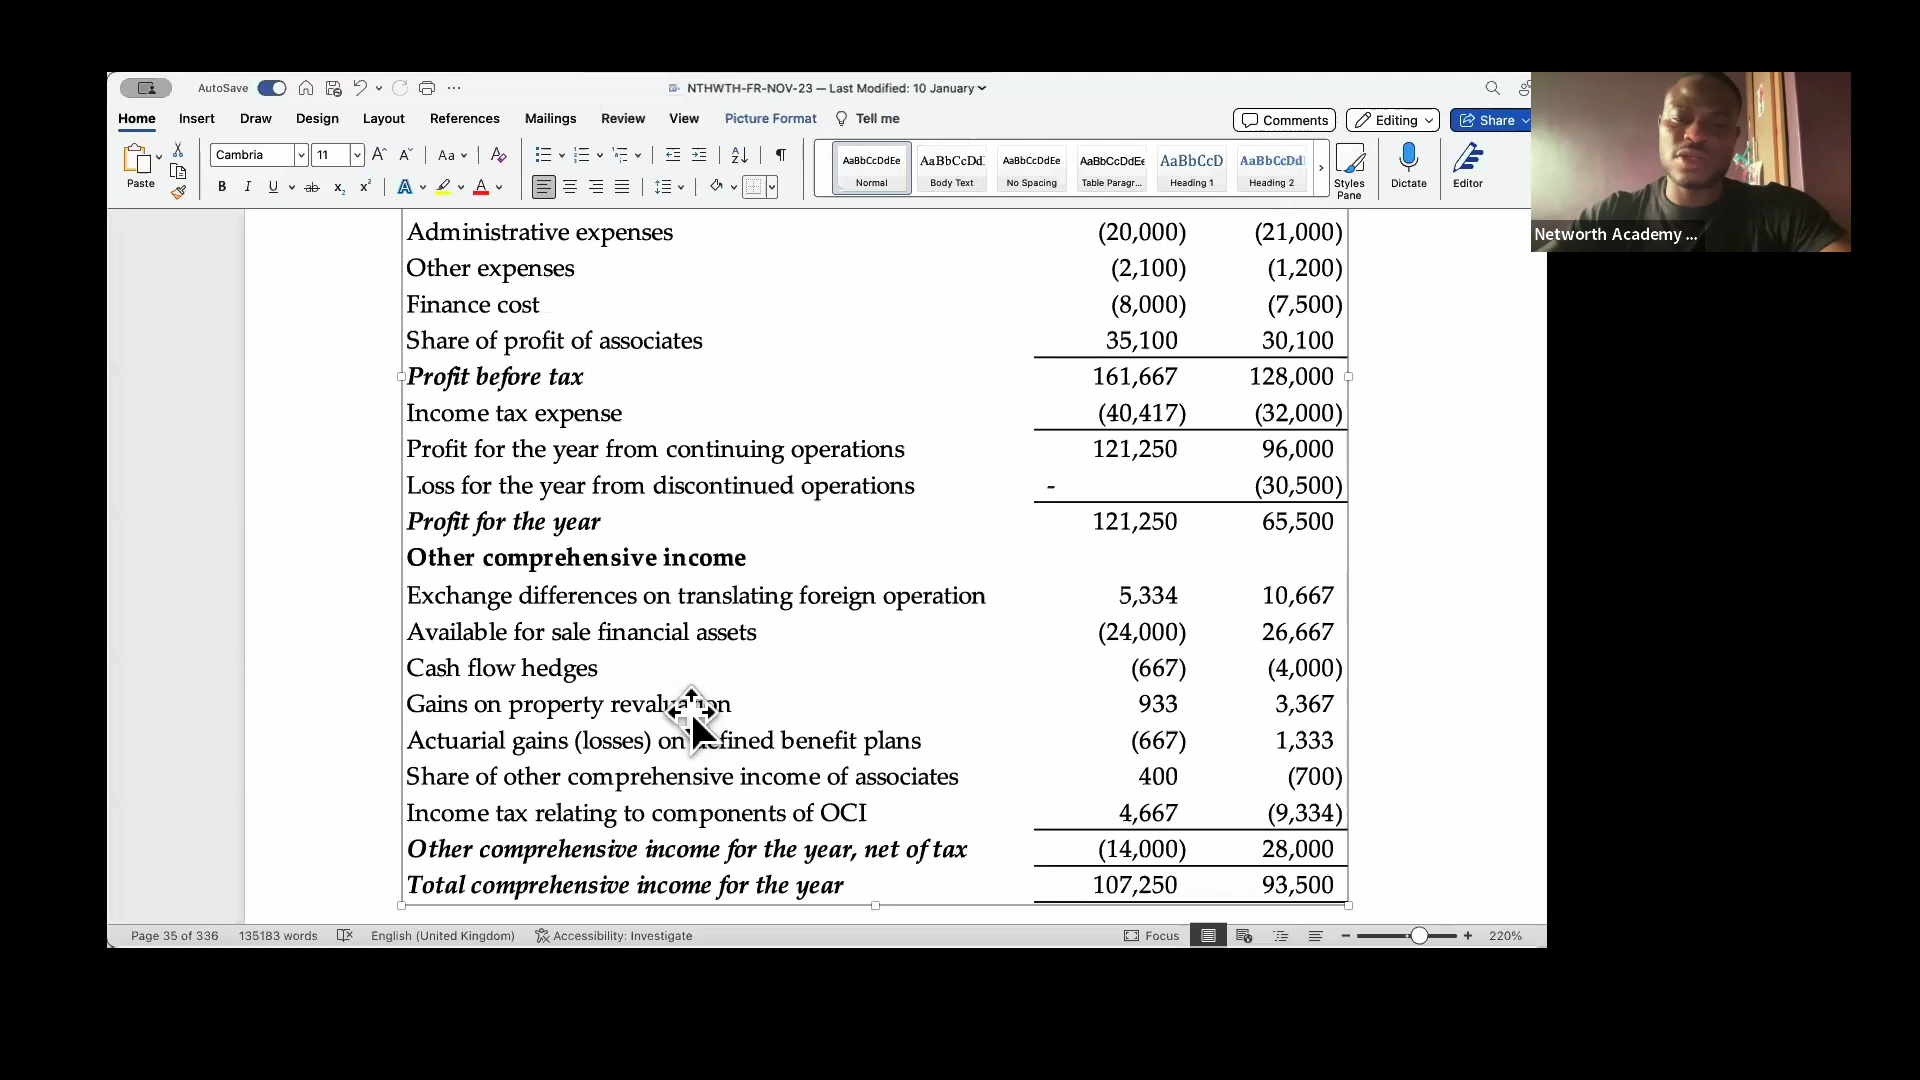 AutoSave
NTHWTH-FR-NOV-23 — Last Modified: 10 January
Home Insert Draw Design Layout References Mailings Review View Picture Format Tell me
Comments Editing Share
Paste
Cambria 11
AaBbCcDdEe Normal
AaBbCcDd Body Text
AaBbCcDdEe No Spacing
AaBbCcDdEe Table Paragr...
AaBbCcD Heading 1
AaBbCcDd Heading 2
Styles Pane
Dictate
Editor
Networth Academy ...
Administrative expenses (20,000) (21,000)
Other expenses (2,100) (1,200)
Finance cost (8,000) (7,500)
Share of profit of associates 35,100 30,100
Profit before tax 161,667 128,000
Income tax expense (40,417) (32,000)
Profit for the year from continuing operations 121,250 96,000
Loss for the year from discontinued operations - (30,500)
Profit for the year 121,250 65,500
Other comprehensive income
Exchange differences on translating foreign operation 5,334 10,667
Available for sale financial assets (24,000) 26,667
Cash flow hedges (667) (4,000)
Gains on property revaluation 933 3,367
Actuarial gains (losses) on defined benefit plans (667) 1,333
Share of other comprehensive income of associates 400 (700)
Income tax relating to components of OCI 4,667 (9,334)
Other comprehensive income for the year, net of tax (14,000) 28,000
Total comprehensive income for the year 107,250 93,500
Page 35 of 336 135183 words English (United Kingdom) Accessibility: Investigate Focus 220%